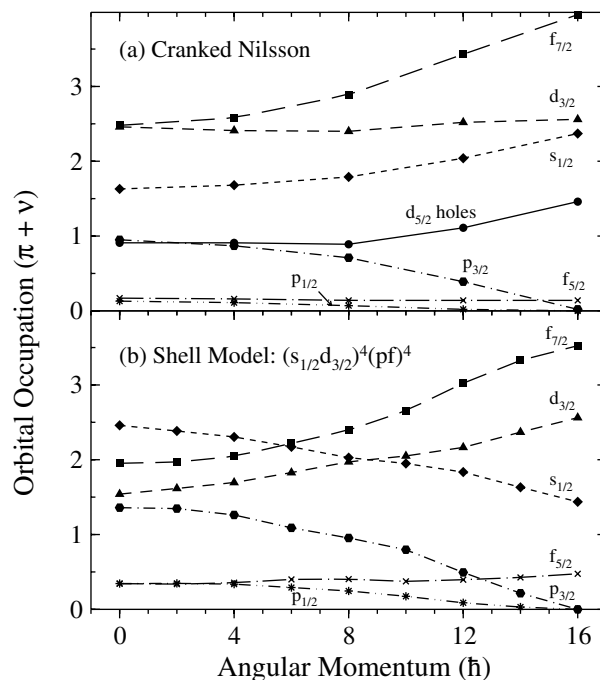 (a) Cranked Nilsson
f7/2
d3/2
s1/2
d5/2 holes
p3/2
p1/2
f5/2
3
2
1
0
(b) Shell Model: (s1/2d3/2)^4(pf)^4
f7/2
d3/2
s1/2
f5/2
p1/2
p3/2
3
2
1
0
0 4 8 12 16
Angular Momentum (ħ)
Orbital Occupation (π + ν)